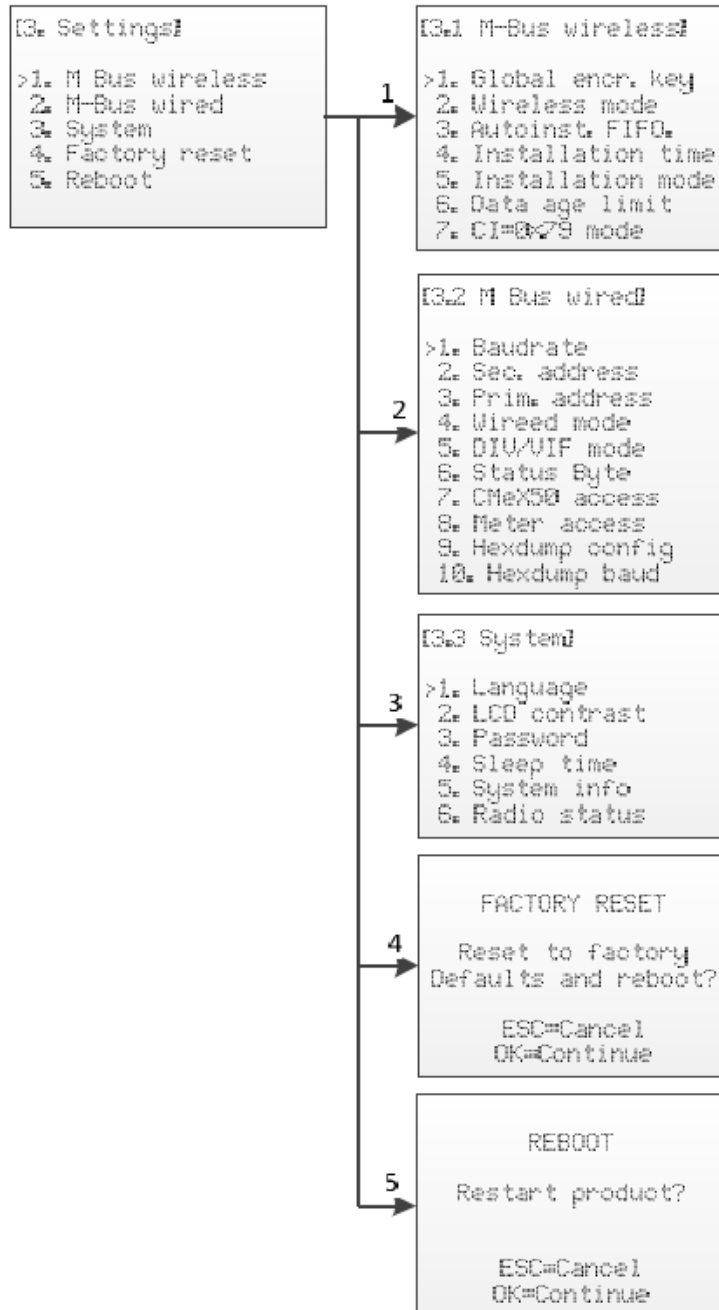 [3. Settings]
>1. M Bus wireless
2. M-Bus wired
3. System
4. Factory reset
5. Reboot
1
[3.1 M-Bus wireless]
>1. Global encr. key
2. Wireless mode
3. Autoinst. FIFO.
4. Installation time
5. Installation mode
6. Data age limit
7. CI=0x79 mode
2
[3.2 M Bus wired]
>1. Baudrate
2. Sec. address
3. Prim. address
4. Wireed mode
5. DIV/VIF mode
6. Status Byte
7. CMeX50 access
8. Meter access
9. Hexdump config
10. Hexdump baud
3
[3.3 System]
>1. Language
2. LCD contrast
3. Password
4. Sleep time
5. System info
6. Radio status
4
FACTORY RESET
Reset to factory
Defaults and reboot?
ESC=Cancel
OK=Continue
5
REBOOT
Restart product?
ESC=Cancel
OK=Continue